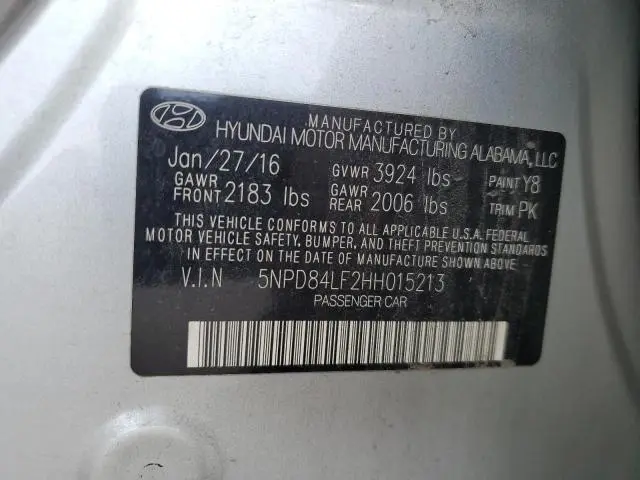 MANUFACTURED BY
HYUNDAI MOTOR MANUFACTURING ALABAMA, LLC
Jan/27/16 GVWR 3924 lbs PAINT Y8
GAWR FRONT 2183 lbs GAWR REAR 2006 lbs TRIM PK
THIS VEHICLE CONFORMS TO ALL APPLICABLE U.S.A. FEDERAL
MOTOR VEHICLE SAFETY, BUMPER, AND THEFT PREVENTION STANDARDS
IN EFFECT ON THE DATE OF MANUFACTURE SHOWN ABOVE.
V.I.N 5NPD84LF2HH015213
PASSENGER CAR